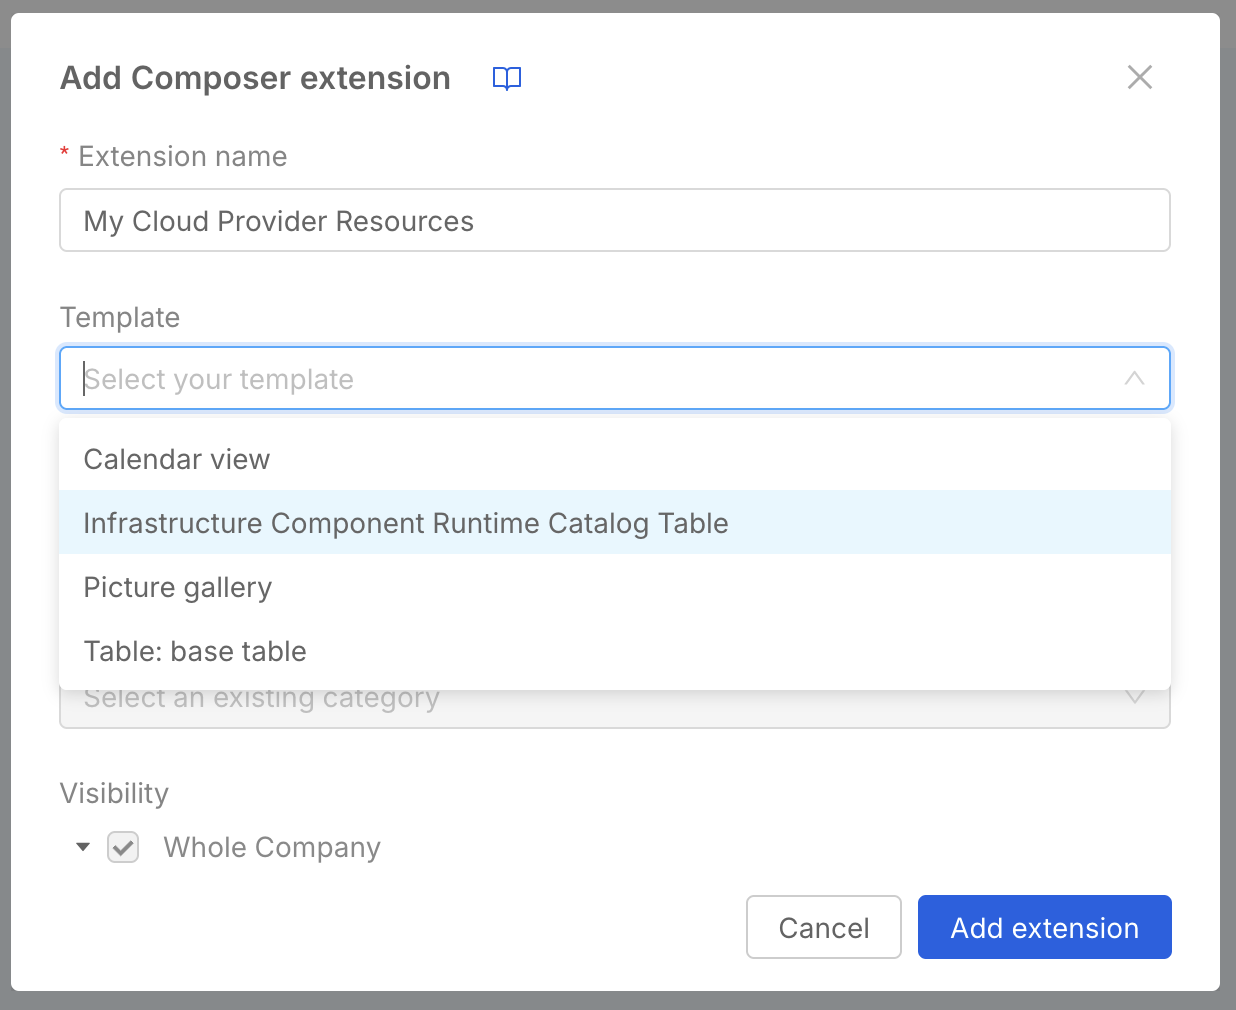 Add Composer extension
* Extension name
My Cloud Provider Resources
Template
Select your template
Calendar view
Infrastructure Component Runtime Catalog Table
Picture gallery
Table: base table
Select an existing category
Visibility
Whole Company
Cancel
Add extension